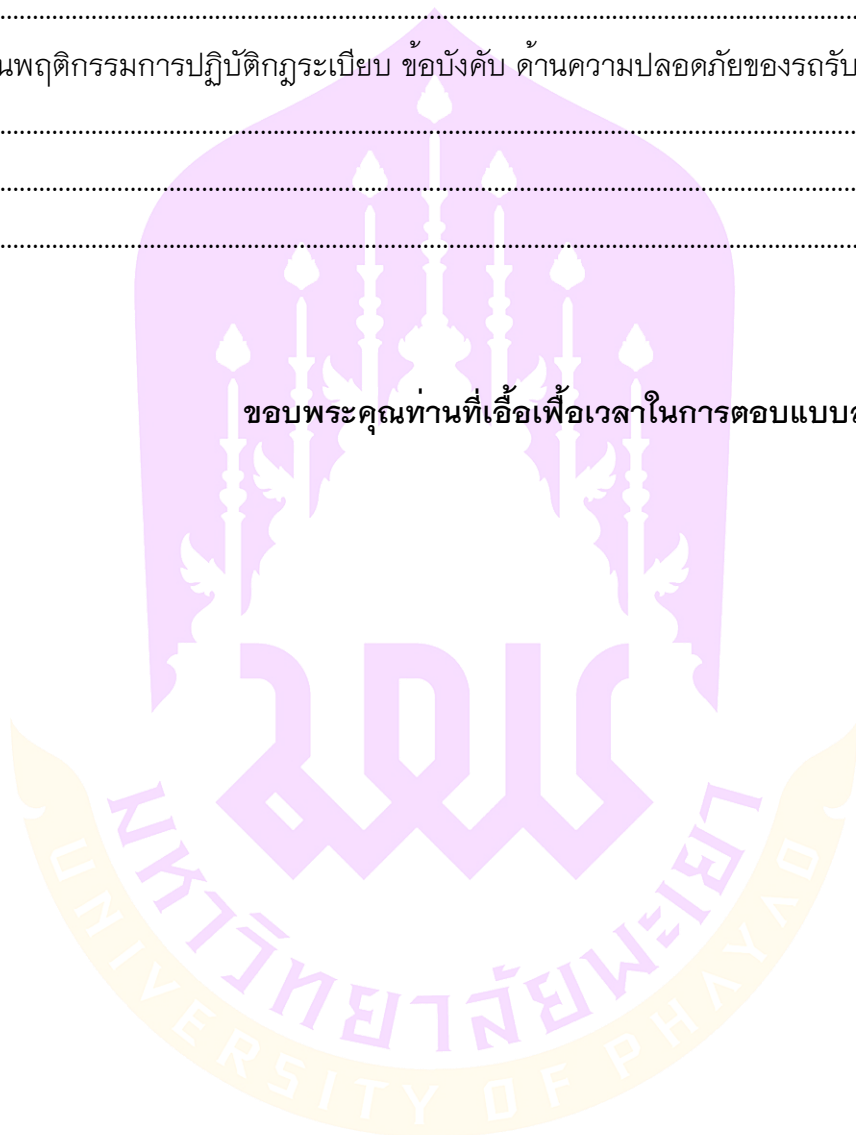 ................................................................................
นพฤติกรรมการปฏิบัติกฎระเบียบ ข้อบังคับ ด้านความปลอดภัยของรถรับ
................................................................................
................................................................................
................................................................................
ขอบพระคุณท่านที่เอื้อเฟื้อเวลาในการตอบแบบ
มหาวิทยาลัยพะเยา
UNIVERSITY OF PHAYAO